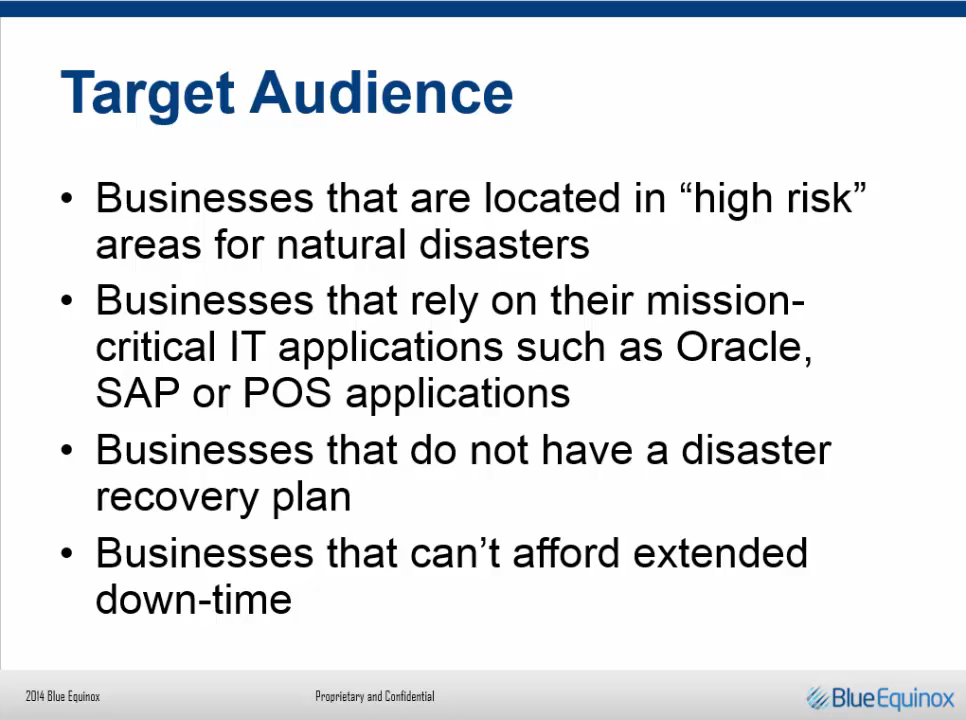 Target Audience
• Businesses that are located in “high risk”
areas for natural disasters
• Businesses that rely on their mission-
critical IT applications such as Oracle,
SAP or POS applications
• Businesses that do not have a disaster
recovery plan
• Businesses that can’t afford extended
down-time
2014 Blue Equinox
Proprietary and Confidential
BlueEquinox